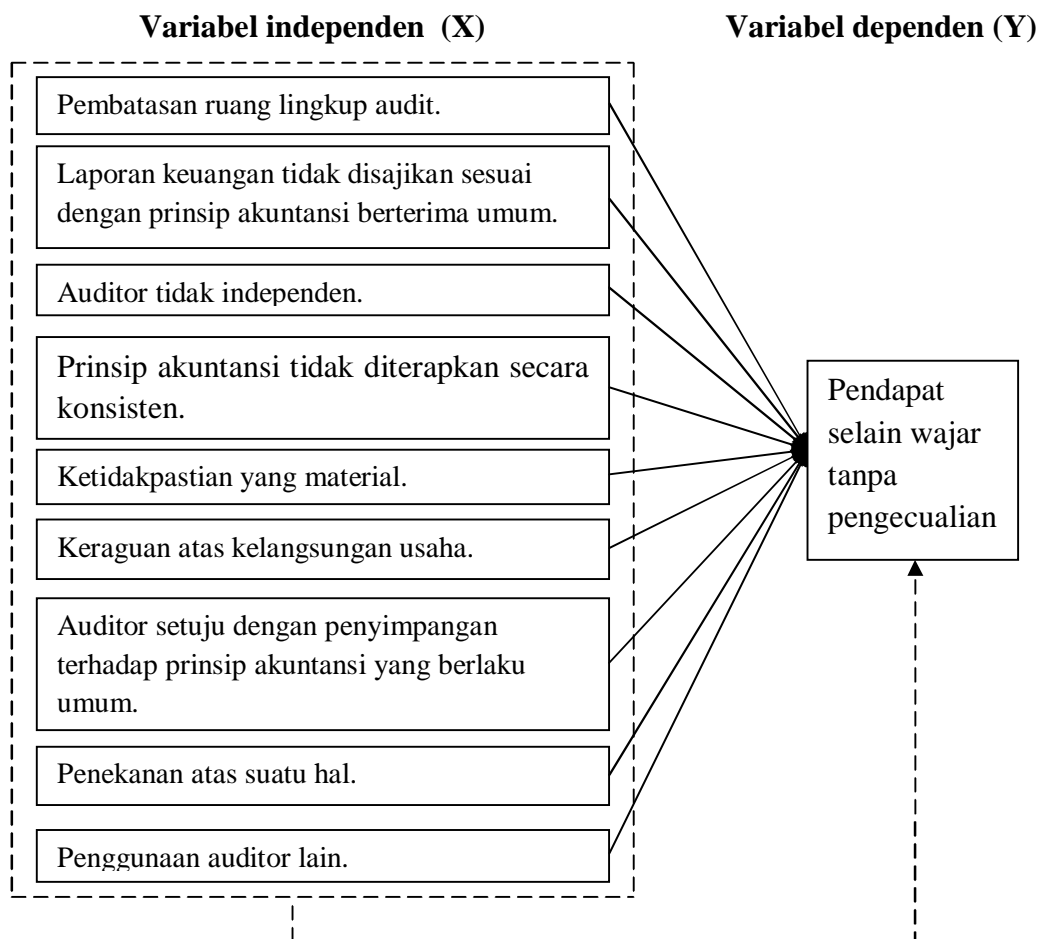 Variabel independen (X)
Variabel dependen (Y)
Pembatasan ruang lingkup audit.
Laporan keuangan tidak disajikan sesuai
dengan prinsip akuntansi berterima umum.
Auditor tidak independen.
Prinsip akuntansi tidak diterapkan secara
konsisten.
Ketidakpastian yang material.
Keraguan atas kelangsungan usaha.
Auditor setuju dengan penyimpangan
terhadap prinsip akuntansi yang berlaku
umum.
Penekanan atas suatu hal.
Penggunaan auditor lain.
Pendapat
selain wajar
tanpa
pengecualian